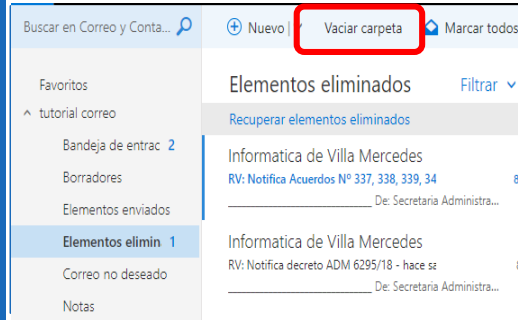 Buscar en Correo y Conta...
Nuevo | Vaciar carpeta Marcar todos
Favoritos
tutorial correo
Bandeja de entrac 2
Borradores
Elementos enviados
Elementos elimin 1
Correo no deseado
Notas
Elementos eliminados Filtrar
Recuperar elementos eliminados
Informatica de Villa Mercedes
RV: Notifica Acuerdos Nº 337, 338, 339, 34
De: Secretaria Administra...
Informatica de Villa Mercedes
RV: Notifica decreto ADM 6295/18 - hace sa
De: Secretaria Administra...